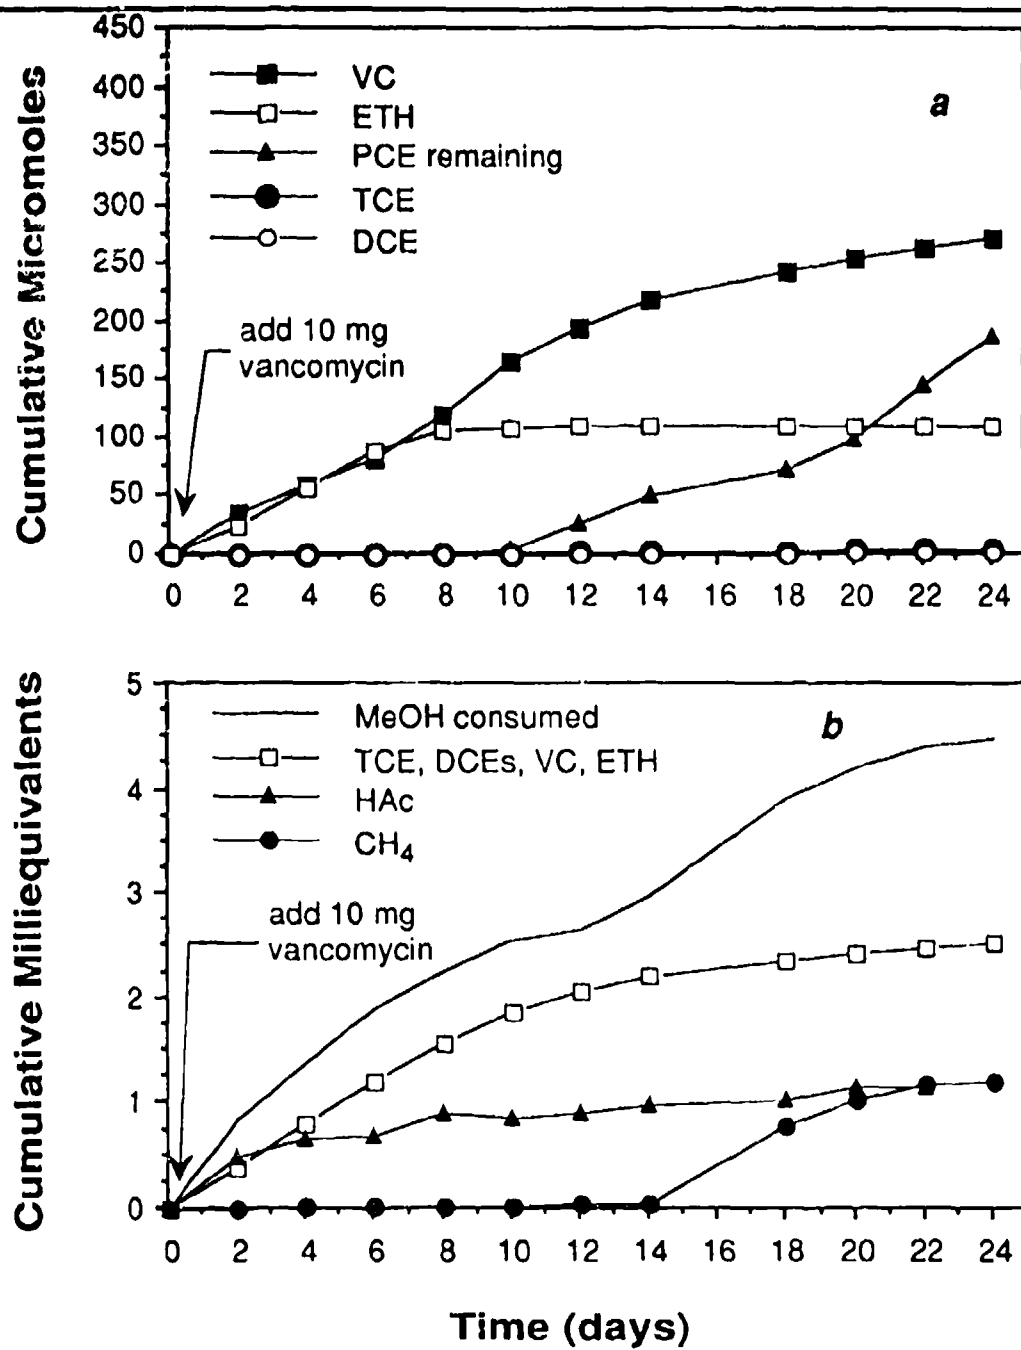 450
400
350
300
250
200
150
100
50
0
Cumulative Micromoles
VC
ETH
PCE remaining
TCE
DCE
a
add 10 mg
vancomycin
0 2 4 6 8 10 12 14 16 18 20 22 24
5
4
3
2
1
0
Cumulative Milliequivalents
MeOH consumed
TCE, DCEs, VC, ETH
HAc
CH4
b
add 10 mg
vancomycin
0 2 4 6 8 10 12 14 16 18 20 22 24
Time (days)